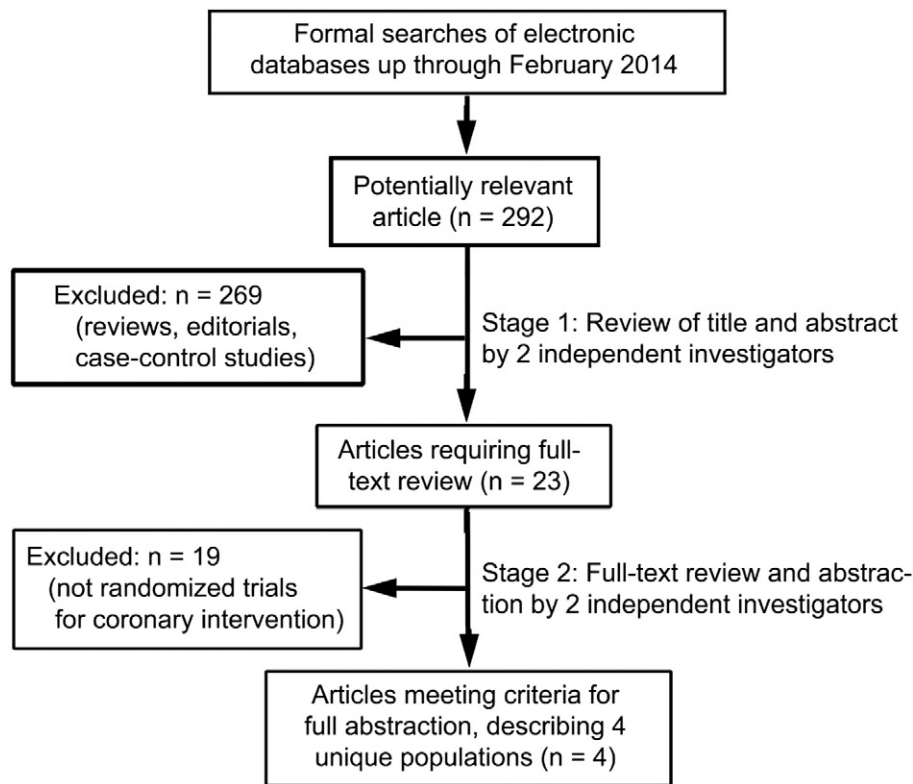 Formal searches of electronic
databases up through February 2014
Potentially relevant
article (n = 292)
Excluded: n = 269
(reviews, editorials,
case-control studies)
Stage 1: Review of title and abstract
by 2 independent investigators
Articles requiring full-
text review (n = 23)
Excluded: n = 19
(not randomized trials
for coronary intervention)
Stage 2: Full-text review and abstrac-
tion by 2 independent investigators
Articles meeting criteria for
full abstraction, describing 4
unique populations (n = 4)